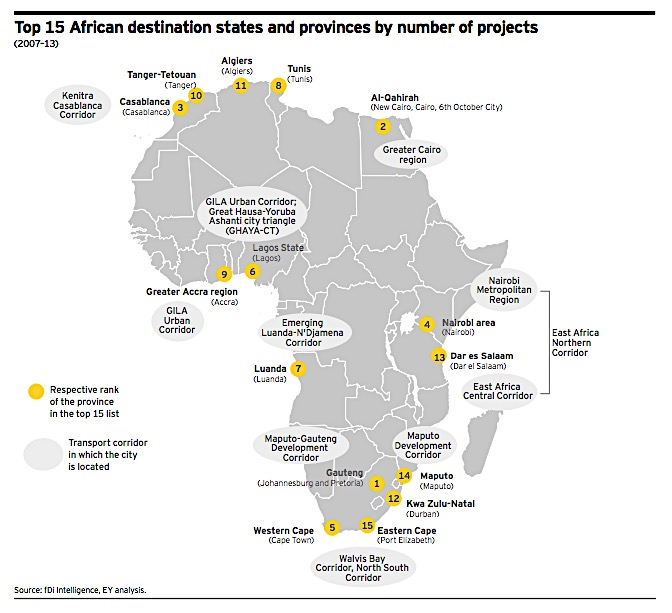 Top 15 African destination states and provinces by number of projects
(2007-13)
Algiers
(Algiers)
11
Tunis
(Tunis)
8
Tanger-Tetouan
(Tanger)
10
Kenitra
Casablanca
Corridor
Casablanca
(Casablanca)
3
Al-Qahirah
(New Cairo, Cairo, 6th October City)
2
Greater Cairo
region
GILA Urban Corridor;
Great Hausa-Yoruba
Ashanti city triangle
(GHAYA-CT)
Lagos State
(Lagos)
6
9
Greater Accra region
(Accra)
GILA
Urban
Corridor
Nairobi
Metropolitan
Region
Emerging
Luanda-N'Djamena
Corridor
4
Nairobi area
(Nairobi)
East Africa
Northern
Corridor
13
Dar es Salaam
(Dar el Salaam)
Luanda
(Luanda)
7
East Africa
Central Corridor
Respective rank
of the province
in the top 15 list
Transport corridor
in which the city
is located
Maputo-Gauteng
Development
Corridor
Maputo
Development
Corridor
Gauteng
(Johannesburg and Pretoria)
1
14
Maputo
(Maputo)
12
Kwa Zulu-Natal
(Durban)
Western Cape
(Cape Town)
5
15
Eastern Cape
(Port Elizabeth)
Walvis Bay
Corridor, North South
Corridor
Source: fDi Intelligence, EY analysis.